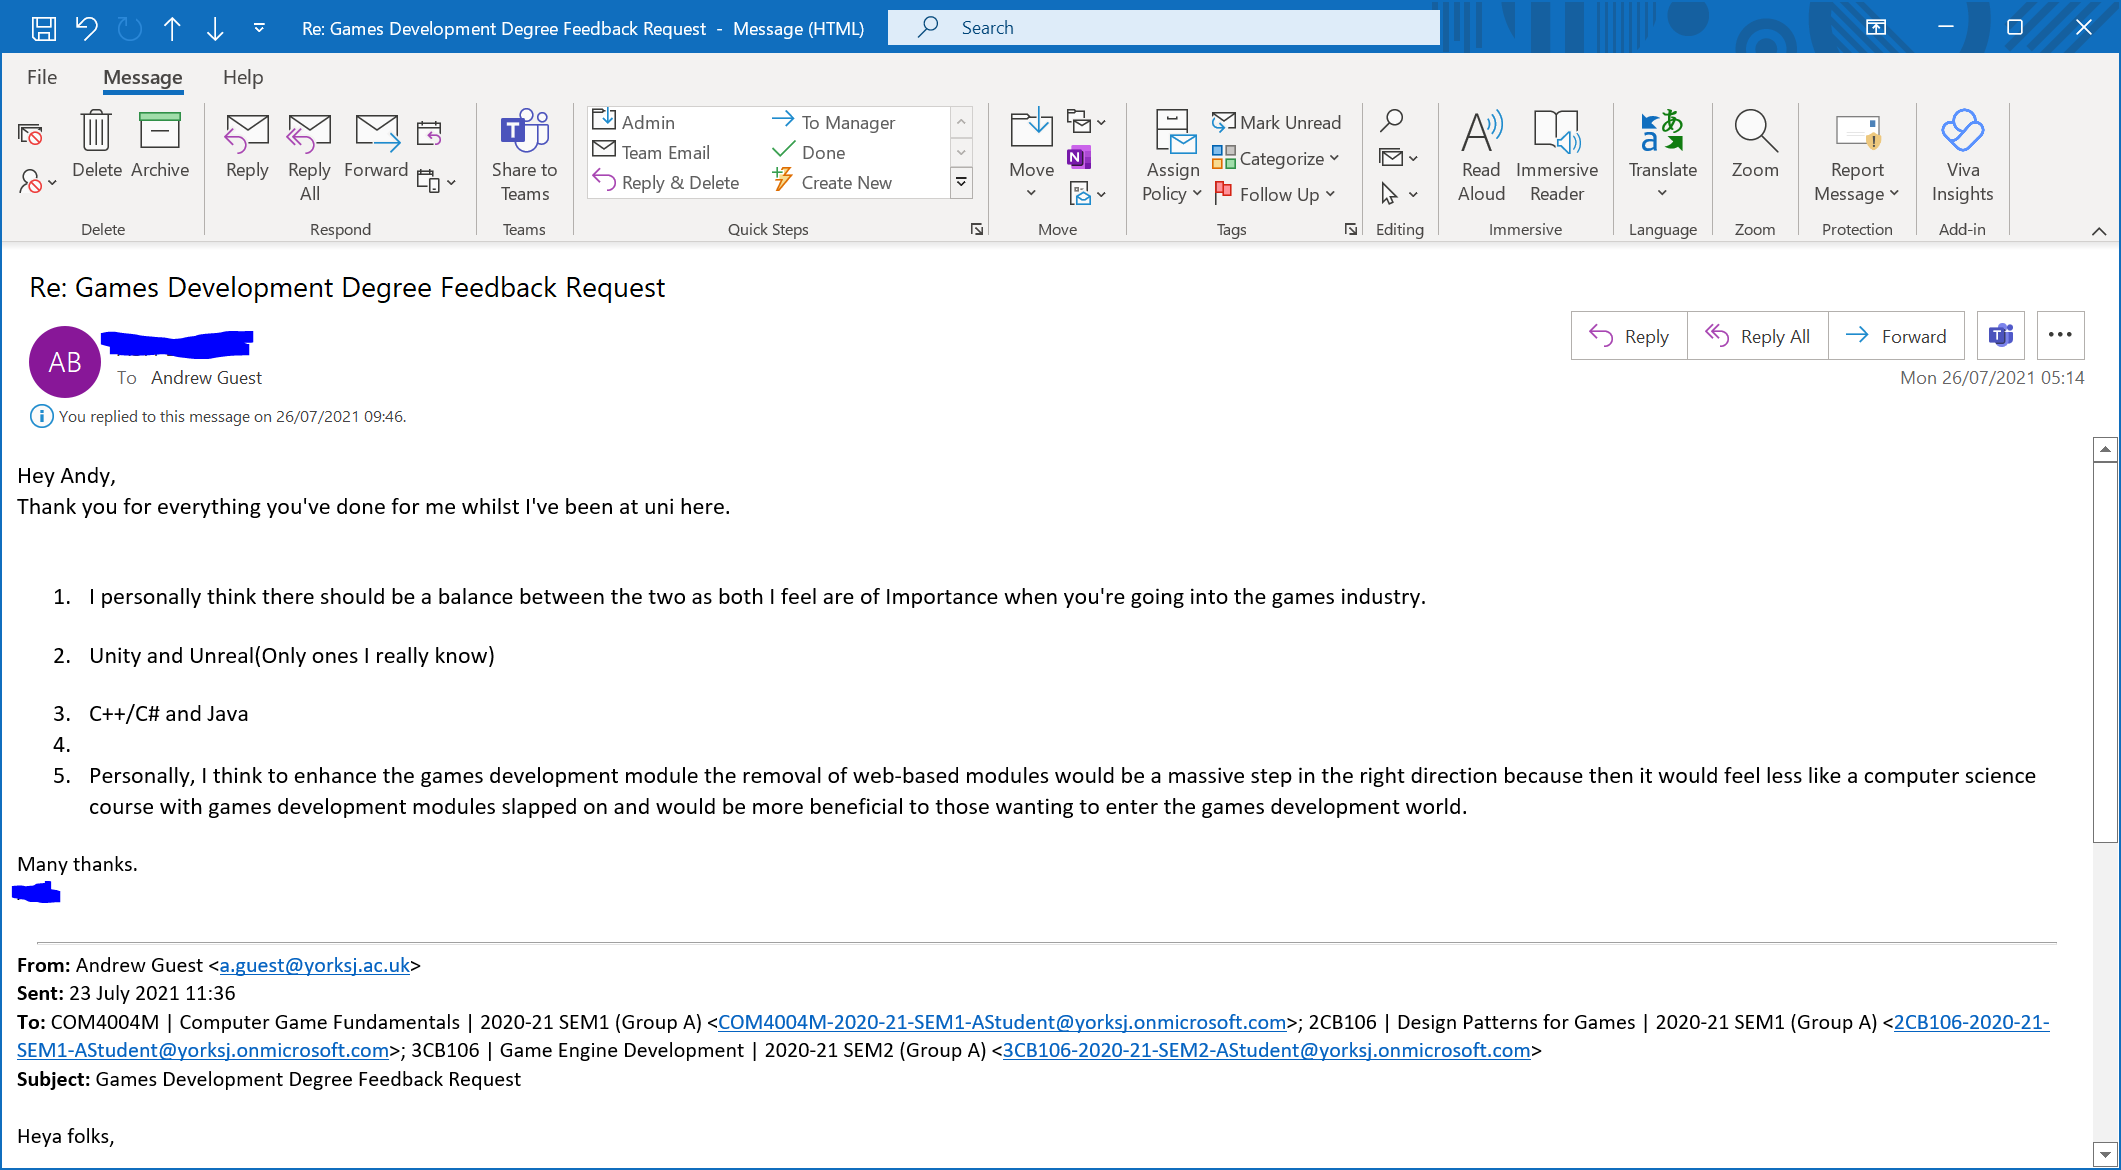 Re: Games Development Degree Feedback Request - Message (HTML)
Search
File Message Help
Delete
Archive
Reply
Reply All
Forward
Share to Teams
Admin
Team Email
Reply & Delete
To Manager
Done
Create New
Move
Assign Policy
Mark Unread
Categorize
Follow Up
Read Aloud
Immersive Reader
Translate
Zoom
Report Message
Viva Insights
Delete Respond Teams Quick Steps Move Tags Editing Immersive Language Zoom Protection Add-in
Re: Games Development Degree Feedback Request
AB
To Andrew Guest
Reply Reply All Forward
Mon 26/07/2021 05:14
You replied to this message on 26/07/2021 09:46.
Hey Andy,
Thank you for everything you've done for me whilst I've been at uni here.
1. I personally think there should be a balance between the two as both I feel are of Importance when you're going into the games industry.
2. Unity and Unreal(Only ones I really know)
3. C++/C# and Java
4.
5. Personally, I think to enhance the games development module the removal of web-based modules would be a massive step in the right direction because then it would feel less like a computer science
course with games development modules slapped on and would be more beneficial to those wanting to enter the games development world.
Many thanks.
From: Andrew Guest <a.guest@yorksj.ac.uk>
Sent: 23 July 2021 11:36
To: COM4004M | Computer Game Fundamentals | 2020-21 SEM1 (Group A) <COM4004M-2020-21-SEM1-AStudent@yorksj.onmicrosoft.com>; 2CB106 | Design Patterns for Games | 2020-21 SEM1 (Group A) <2CB106-2020-21-
SEM1-AStudent@yorksj.onmicrosoft.com>; 3CB106 | Game Engine Development | 2020-21 SEM2 (Group A) <3CB106-2020-21-SEM2-AStudent@yorksj.onmicrosoft.com>
Subject: Games Development Degree Feedback Request
Heya folks,